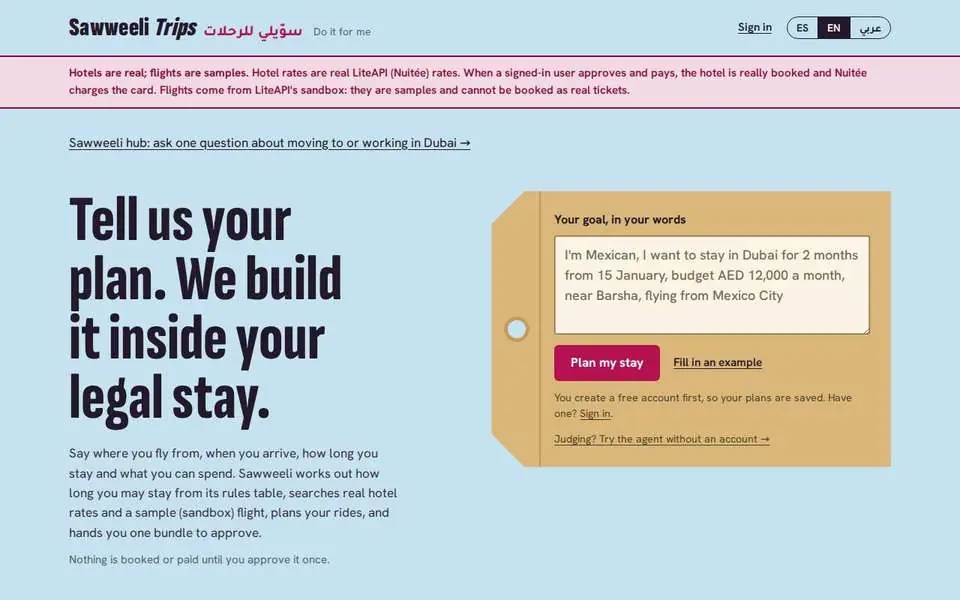 Sawweeli Trips سوّيلي للرحلات Do it for me
Sign in ES EN عربي
Hotels are real; flights are samples. Hotel rates are real LiteAPI (Nuitée) rates. When a signed-in user approves and pays, the hotel is really booked and Nuitée
charges the card. Flights come from LiteAPI's sandbox: they are samples and cannot be booked as real tickets.
Sawweeli hub: ask one question about moving to or working in Dubai →
Tell us your
plan. We build
it inside your
legal stay.
Say where you fly from, when you arrive, how long you
stay and what you can spend. Sawweeli works out how
long you may stay from its rules table, searches real hotel
rates and a sample (sandbox) flight, plans your rides, and
hands you one bundle to approve.
Nothing is booked or paid until you approve it once.
Your goal, in your words
I'm Mexican, I want to stay in Dubai for 2 months
from 15 January, budget AED 12,000 a month,
near Barsha, flying from Mexico City
Plan my stay Fill in an example
You create a free account first, so your plans are saved. Have
one? Sign in.
Judging? Try the agent without an account →